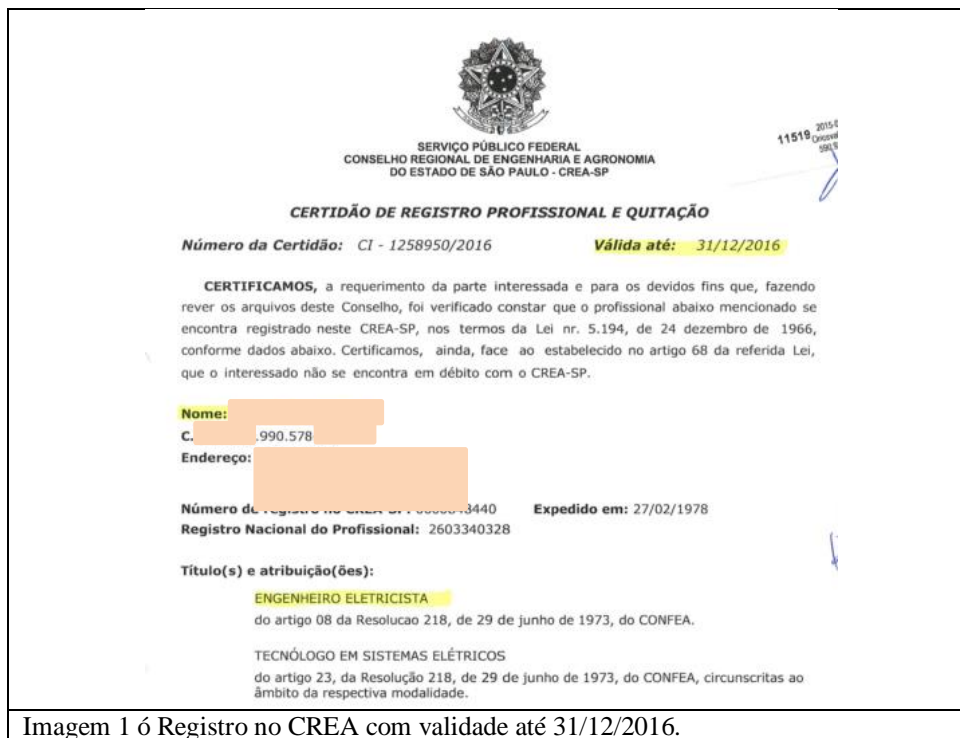 11519
SERVIÇO PÚBLICO FEDERAL
CONSELHO REGIONAL DE ENGENHARIA E AGRONOMIA
DO ESTADO DE SÃO PAULO - CREA-SP
CERTIDÃO DE REGISTRO PROFISSIONAL E QUITAÇÃO
Número da Certidão: CI - 1258950/2016 Válida até: 31/12/2016
CERTIFICAMOS, a requerimento da parte interessada e para os devidos fins que, fazendo
rever os arquivos deste Conselho, foi verificado constar que o profissional abaixo mencionado se
encontra registrado neste CREA-SP, nos termos da Lei nr. 5.194, de 24 dezembro de 1966,
conforme dados abaixo. Certificamos, ainda, face ao estabelecido no artigo 68 da referida Lei,
que o interessado não se encontra em débito com o CREA-SP.
Nome:
C. .990.578
Endereço:
Número de 440 Expedido em: 27/02/1978
Registro Nacional do Profissional: 2603340328
Título(s) e atribuição(ões):
ENGENHEIRO ELETRICISTA
do artigo 08 da Resolucao 218, de 29 de junho de 1973, do CONFEA.
TECNÓLOGO EM SISTEMAS ELÉTRICOS
do artigo 23, da Resolução 218, de 29 de junho de 1973, do CONFEA, circunscritas ao
âmbito da respectiva modalidade.
Imagem 1 ó Registro no CREA com validade até 31/12/2016.